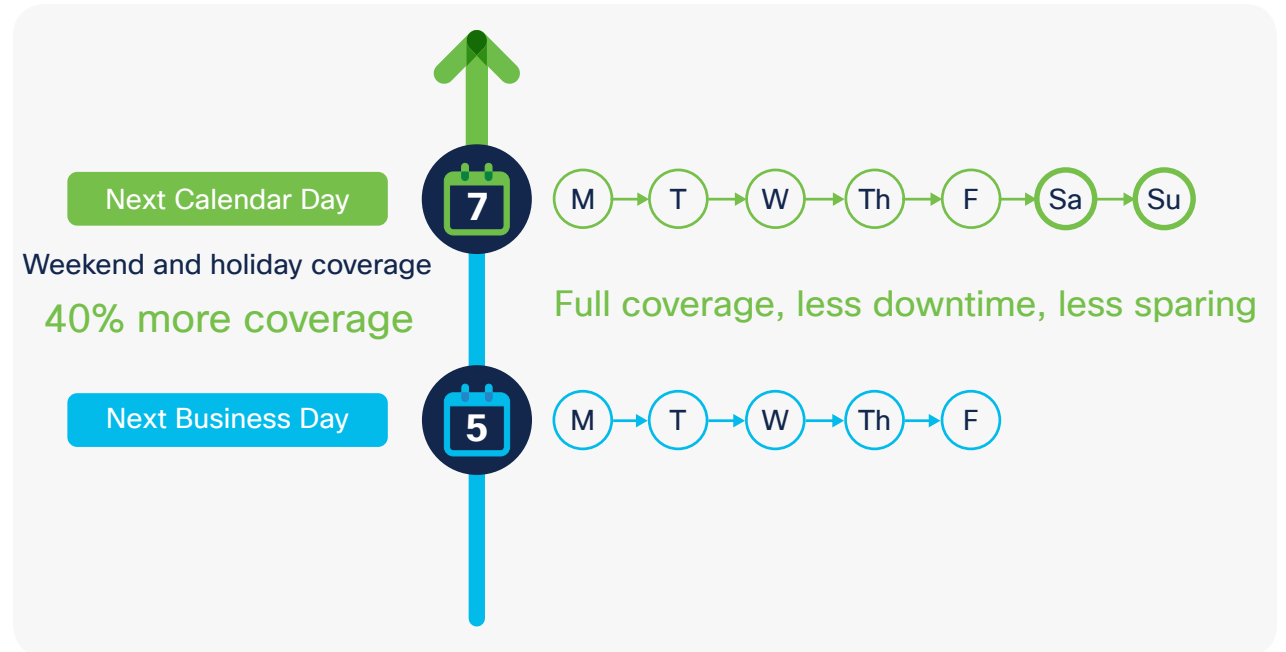 Next Calendar Day
7
M T W Th F Sa Su
Weekend and holiday coverage
40% more coverage
Full coverage, less downtime, less sparing
Next Business Day
5
M T W Th F